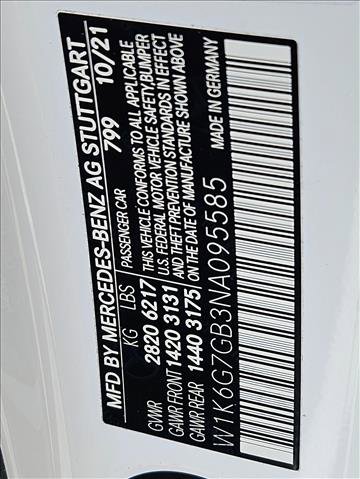 MFD BY MERCEDES-BENZ AG STUTTGART
799 10/21
KG LBS PASSENGER CAR
GVWR 2820 6217
GAWR FRONT 1420 3131
GAWR REAR 1440 3175
THIS VEHICLE CONFORMS TO ALL APPLICABLE
U.S. FEDERAL MOTOR VEHICLE SAFETY, BUMPER
AND THEFT PREVENTION STANDARDS IN EFFECT
ON THE DATE OF MANUFACTURE SHOWN ABOVE
W1K6G7GB3NA095585
MADE IN GERMANY